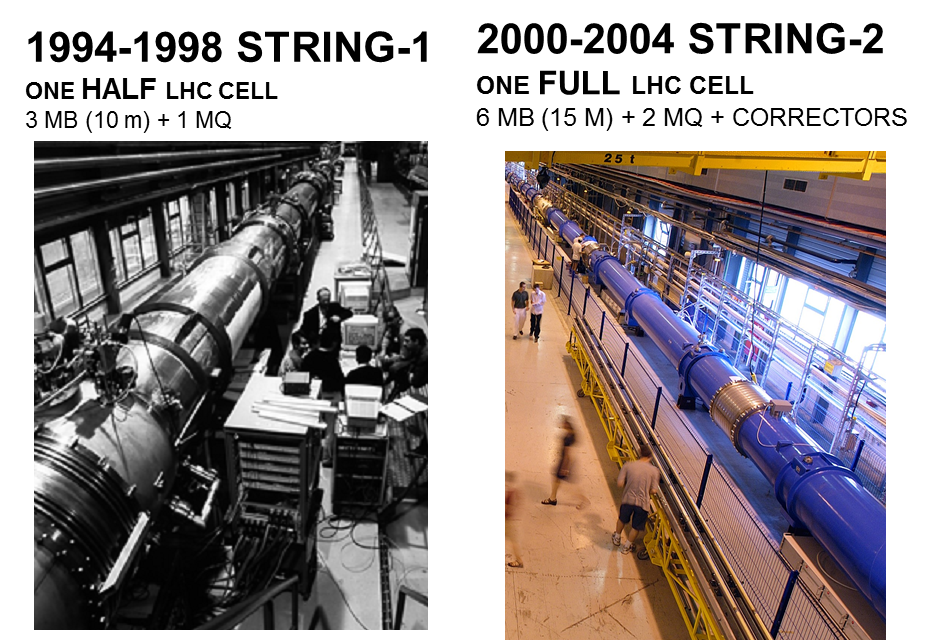 1994-1998 STRING-1
ONE HALF LHC CELL
3 MB (10 m) + 1 MQ
2000-2004 STRING-2
ONE FULL LHC CELL
6 MB (15 M) + 2 MQ + CORRECTORS
25 t